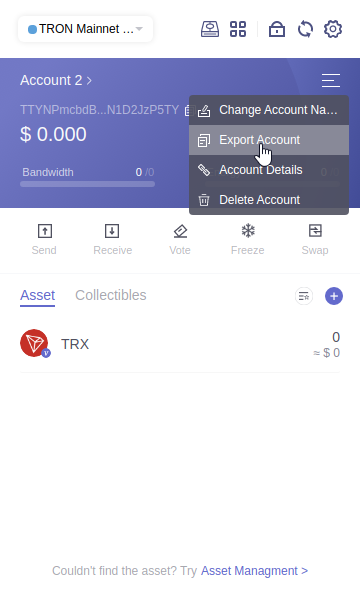 TRON Mainnet ...
Account 2 >
TTYNPmcbdB...N1D2JzP5TY
$ 0.000
Bandwidth 0 /0
Change Account Na...
Export Account
Account Details
Delete Account
Send Receive Vote Freeze Swap
Asset Collectibles
TRX 0
≈ $ 0
Couldn't find the asset? Try Asset Managment >